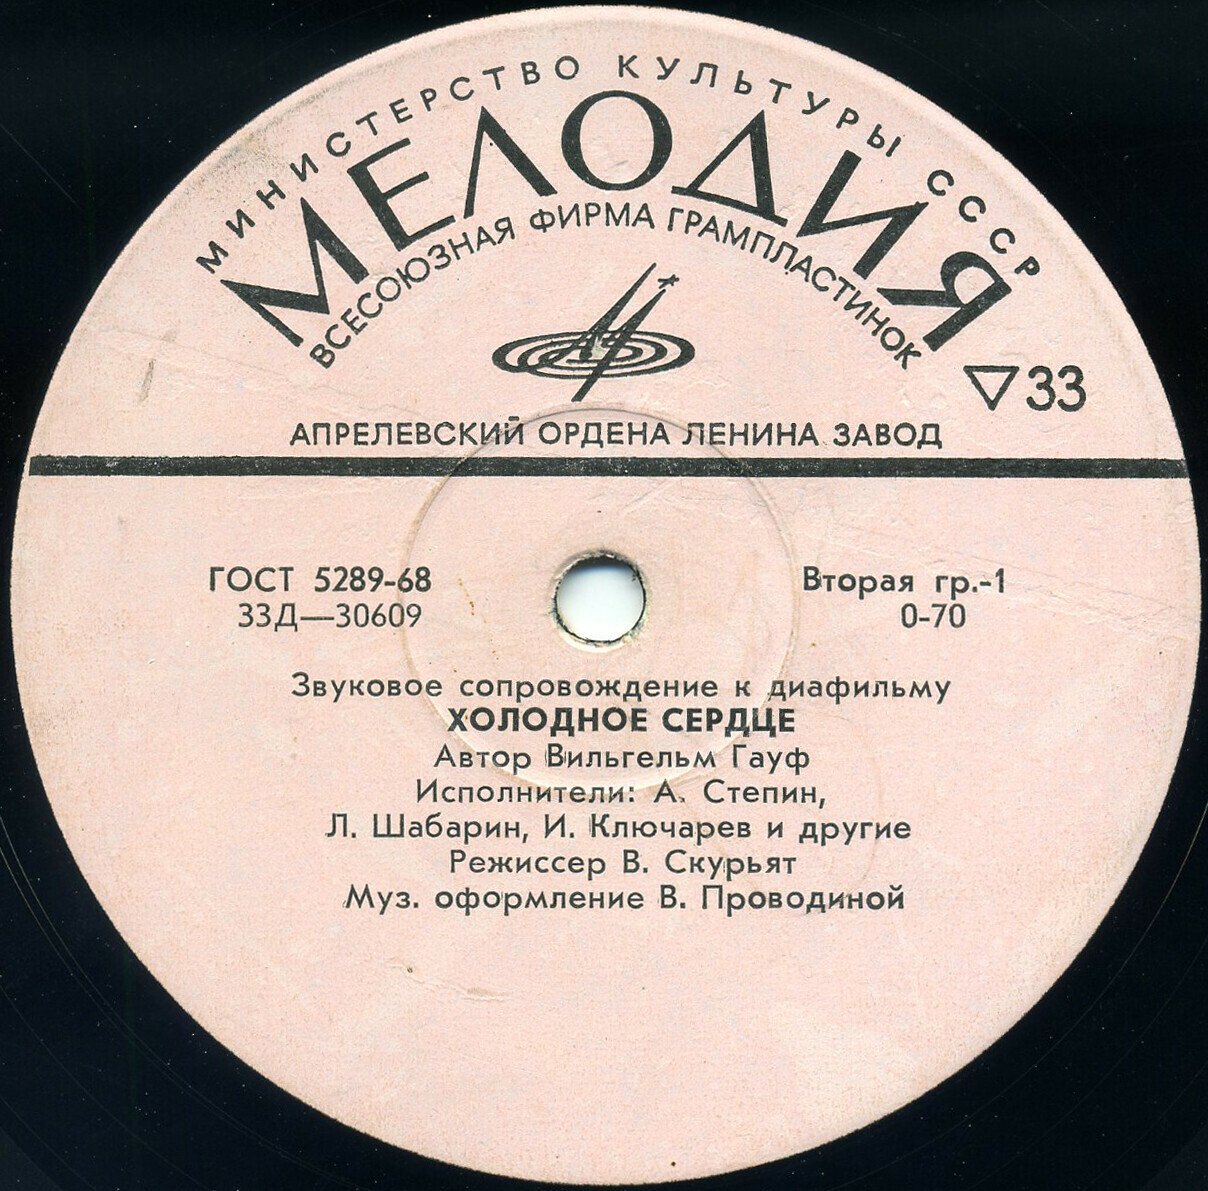 МИНИСТЕРСТВО КУЛЬТУРЫ СССР
МЕЛОДИЯ
ВСЕСОЮЗНАЯ ФИРМА ГРАМПЛАСТИНОК
33
АПРЕЛЕВСКИЙ ОРДЕНА ЛЕНИНА ЗАВОД
ГОСТ 5289-68 Вторая гр.-1
33Д—30609 0-70
Звуковое сопровождение к диафильму
ХОЛОДНОЕ СЕРДЦЕ
Автор Вильгельм Гауф
Исполнители: А. Степин,
Л. Шабарин, И. Ключарев и другие
Режиссер В. Скурьят
Муз. оформление В. Проводиной